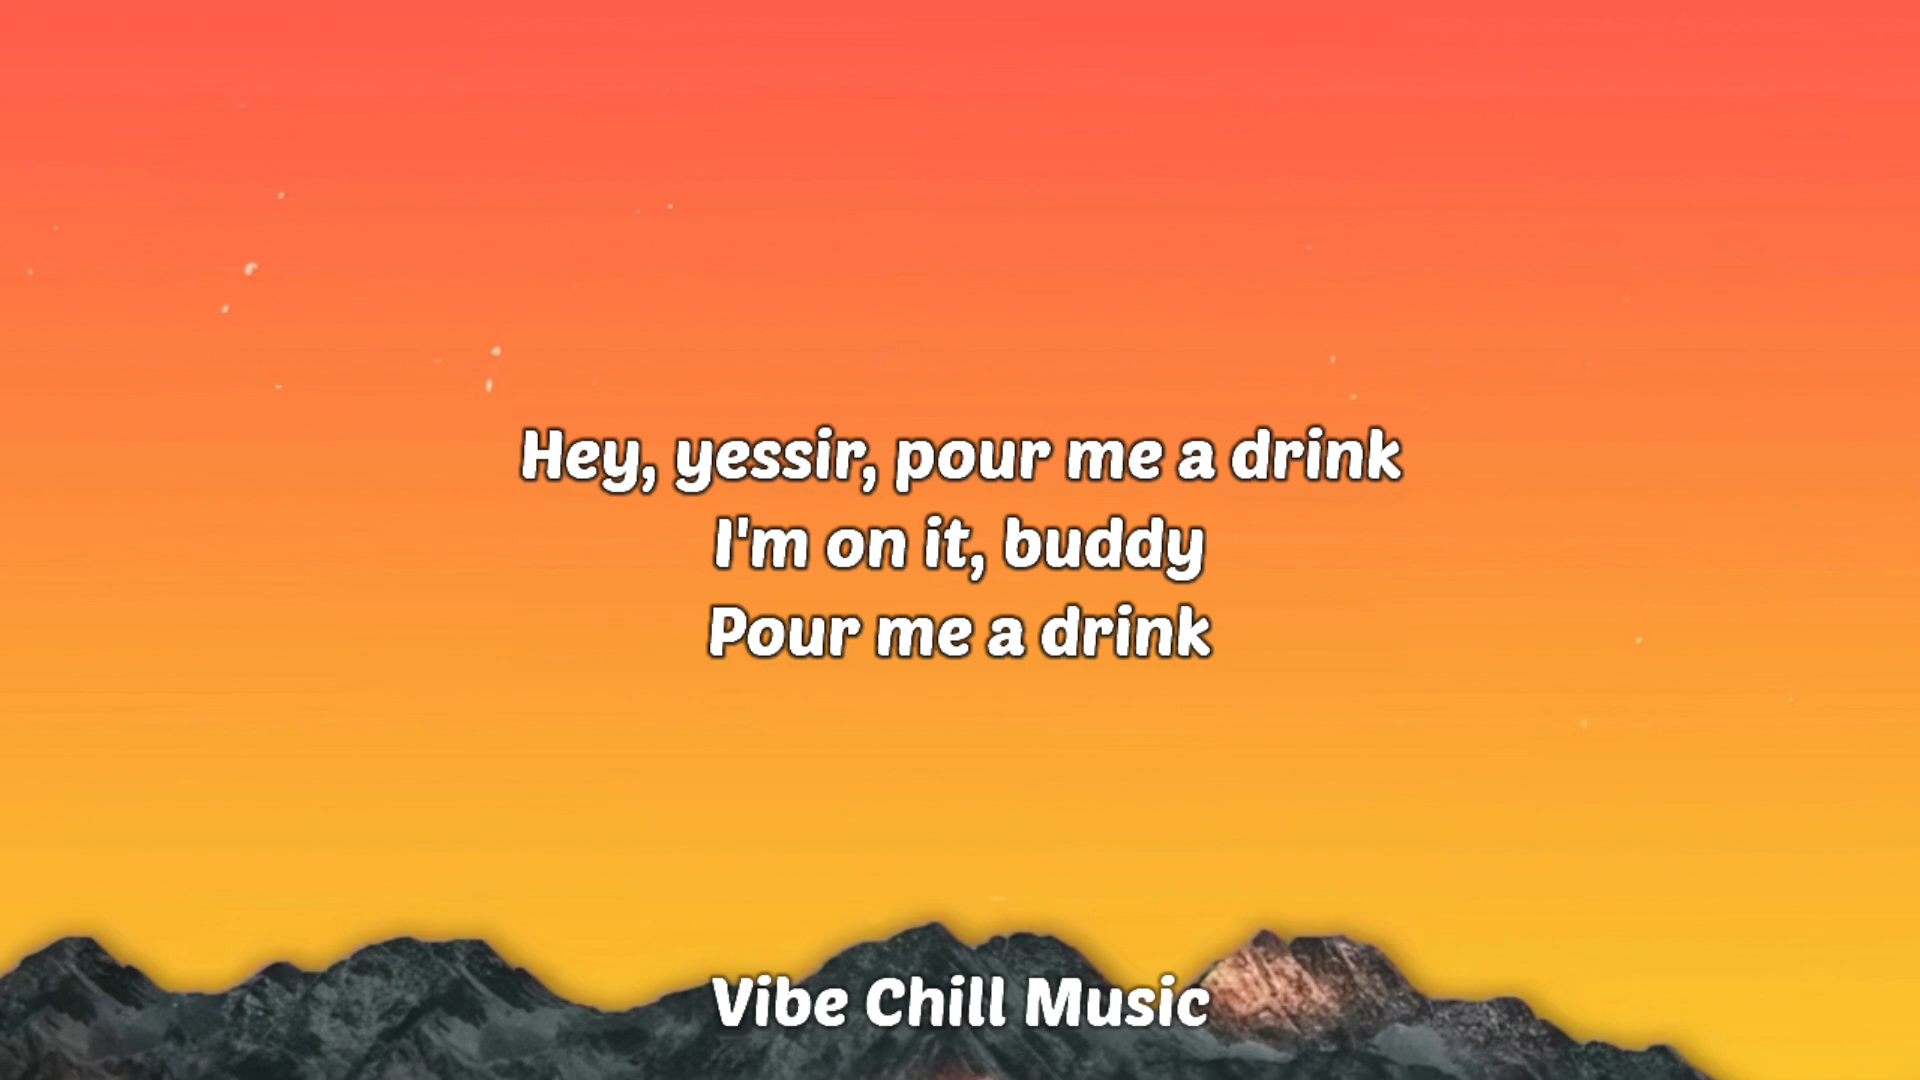 Hey, yessir, pour me a drink
I'm on it, buddy
Pour me a drink
Vibe Chill Music